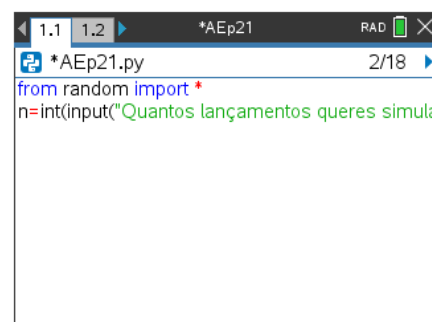 1.1 1.2 *AEp21 RAD
*AEp21.py 2/18
from random import *
n=int(input("Quantos lançamentos queres simula